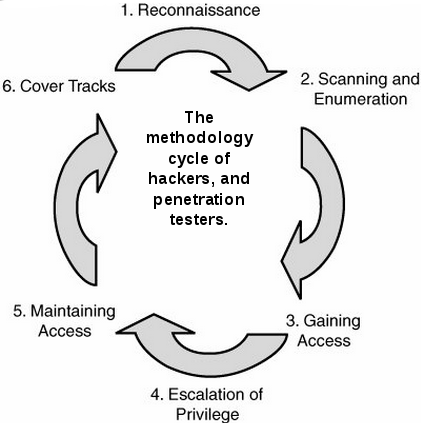 1. Reconnaissance
2. Scanning and
Enumeration
3. Gaining
Access
4. Escalation of
Privilege
5. Maintaining
Access
6. Cover Tracks
The
methodology
cycle of
hackers, and
penetration
testers.